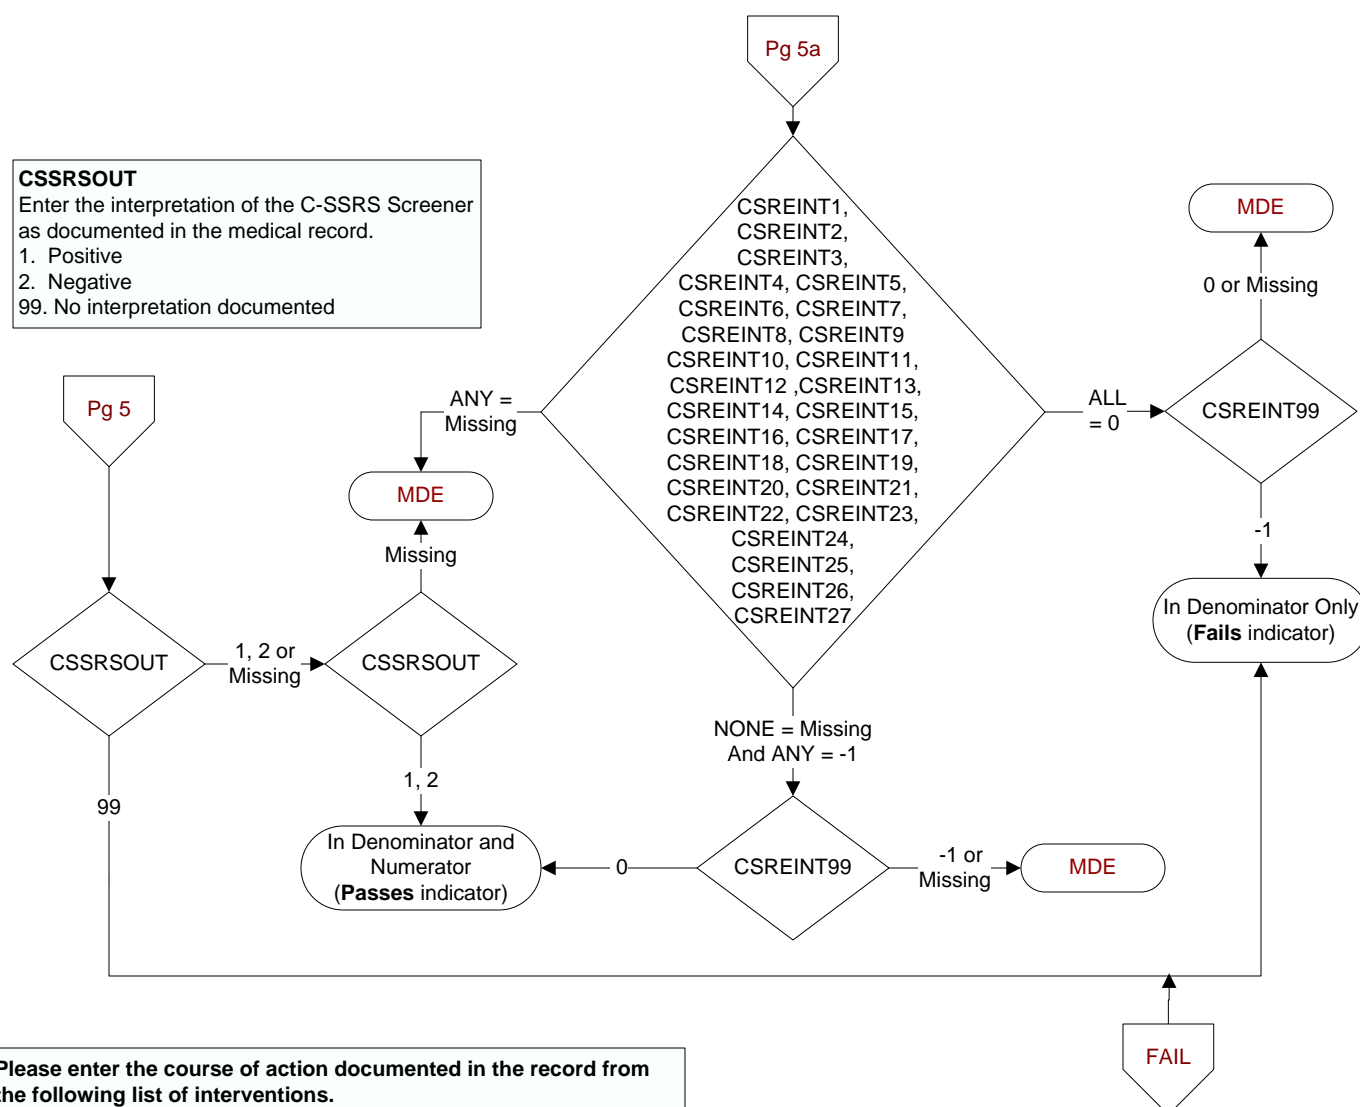 Pg 5a
CSSRSOUT
Enter the interpretation of the C-SSRS Screener
as documented in the medical record.
1. Positive
2. Negative
99. No interpretation documented
CSREINT1,
CSREINT2,
CSREINT3,
CSREINT4, CSREINT5,
CSREINT6, CSREINT7,
CSREINT8, CSREINT9
CSREINT10, CSREINT11,
CSREINT12 ,CSREINT13,
CSREINT14, CSREINT15,
CSREINT16, CSREINT17,
CSREINT18, CSREINT19,
CSREINT20, CSREINT21,
CSREINT22, CSREINT23,
CSREINT24,
CSREINT25,
CSREINT26,
CSREINT27
MDE
0 or Missing
ALL
= 0
CSREINT99
-1
In Denominator Only
(Fails indicator)
Pg 5
ANY =
Missing
MDE
Missing
CSSRSOUT
1, 2 or
Missing
CSSRSOUT
1, 2
99
In Denominator and
Numerator
(Passes indicator)
NONE = Missing
And ANY = -1
0
CSREINT99
-1 or
Missing
MDE
FAIL
Please enter the course of action documented in the record from
the following list of interventions.